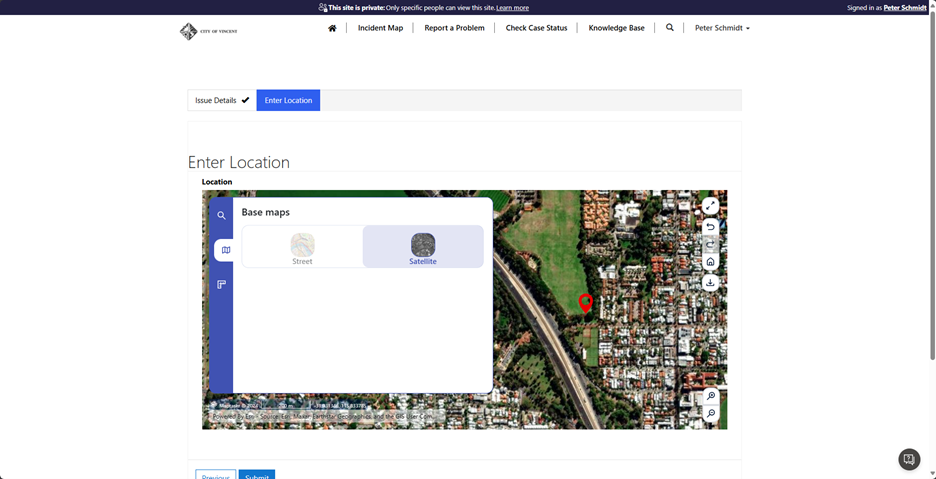 This site is private: Only specific people can view this site. Learn more
Signed in as Peter Schmidt
CITY OF VINCENT
Incident Map
Report a Problem
Check Case Status
Knowledge Base
Peter Schmidt
Issue Details
Enter Location
Enter Location
Location
Base maps
Street
Satellite
Powered by Esri - Source: Esri, Maxar, Earthstar Geographics, and the GIS User Com...
Previous
Submit